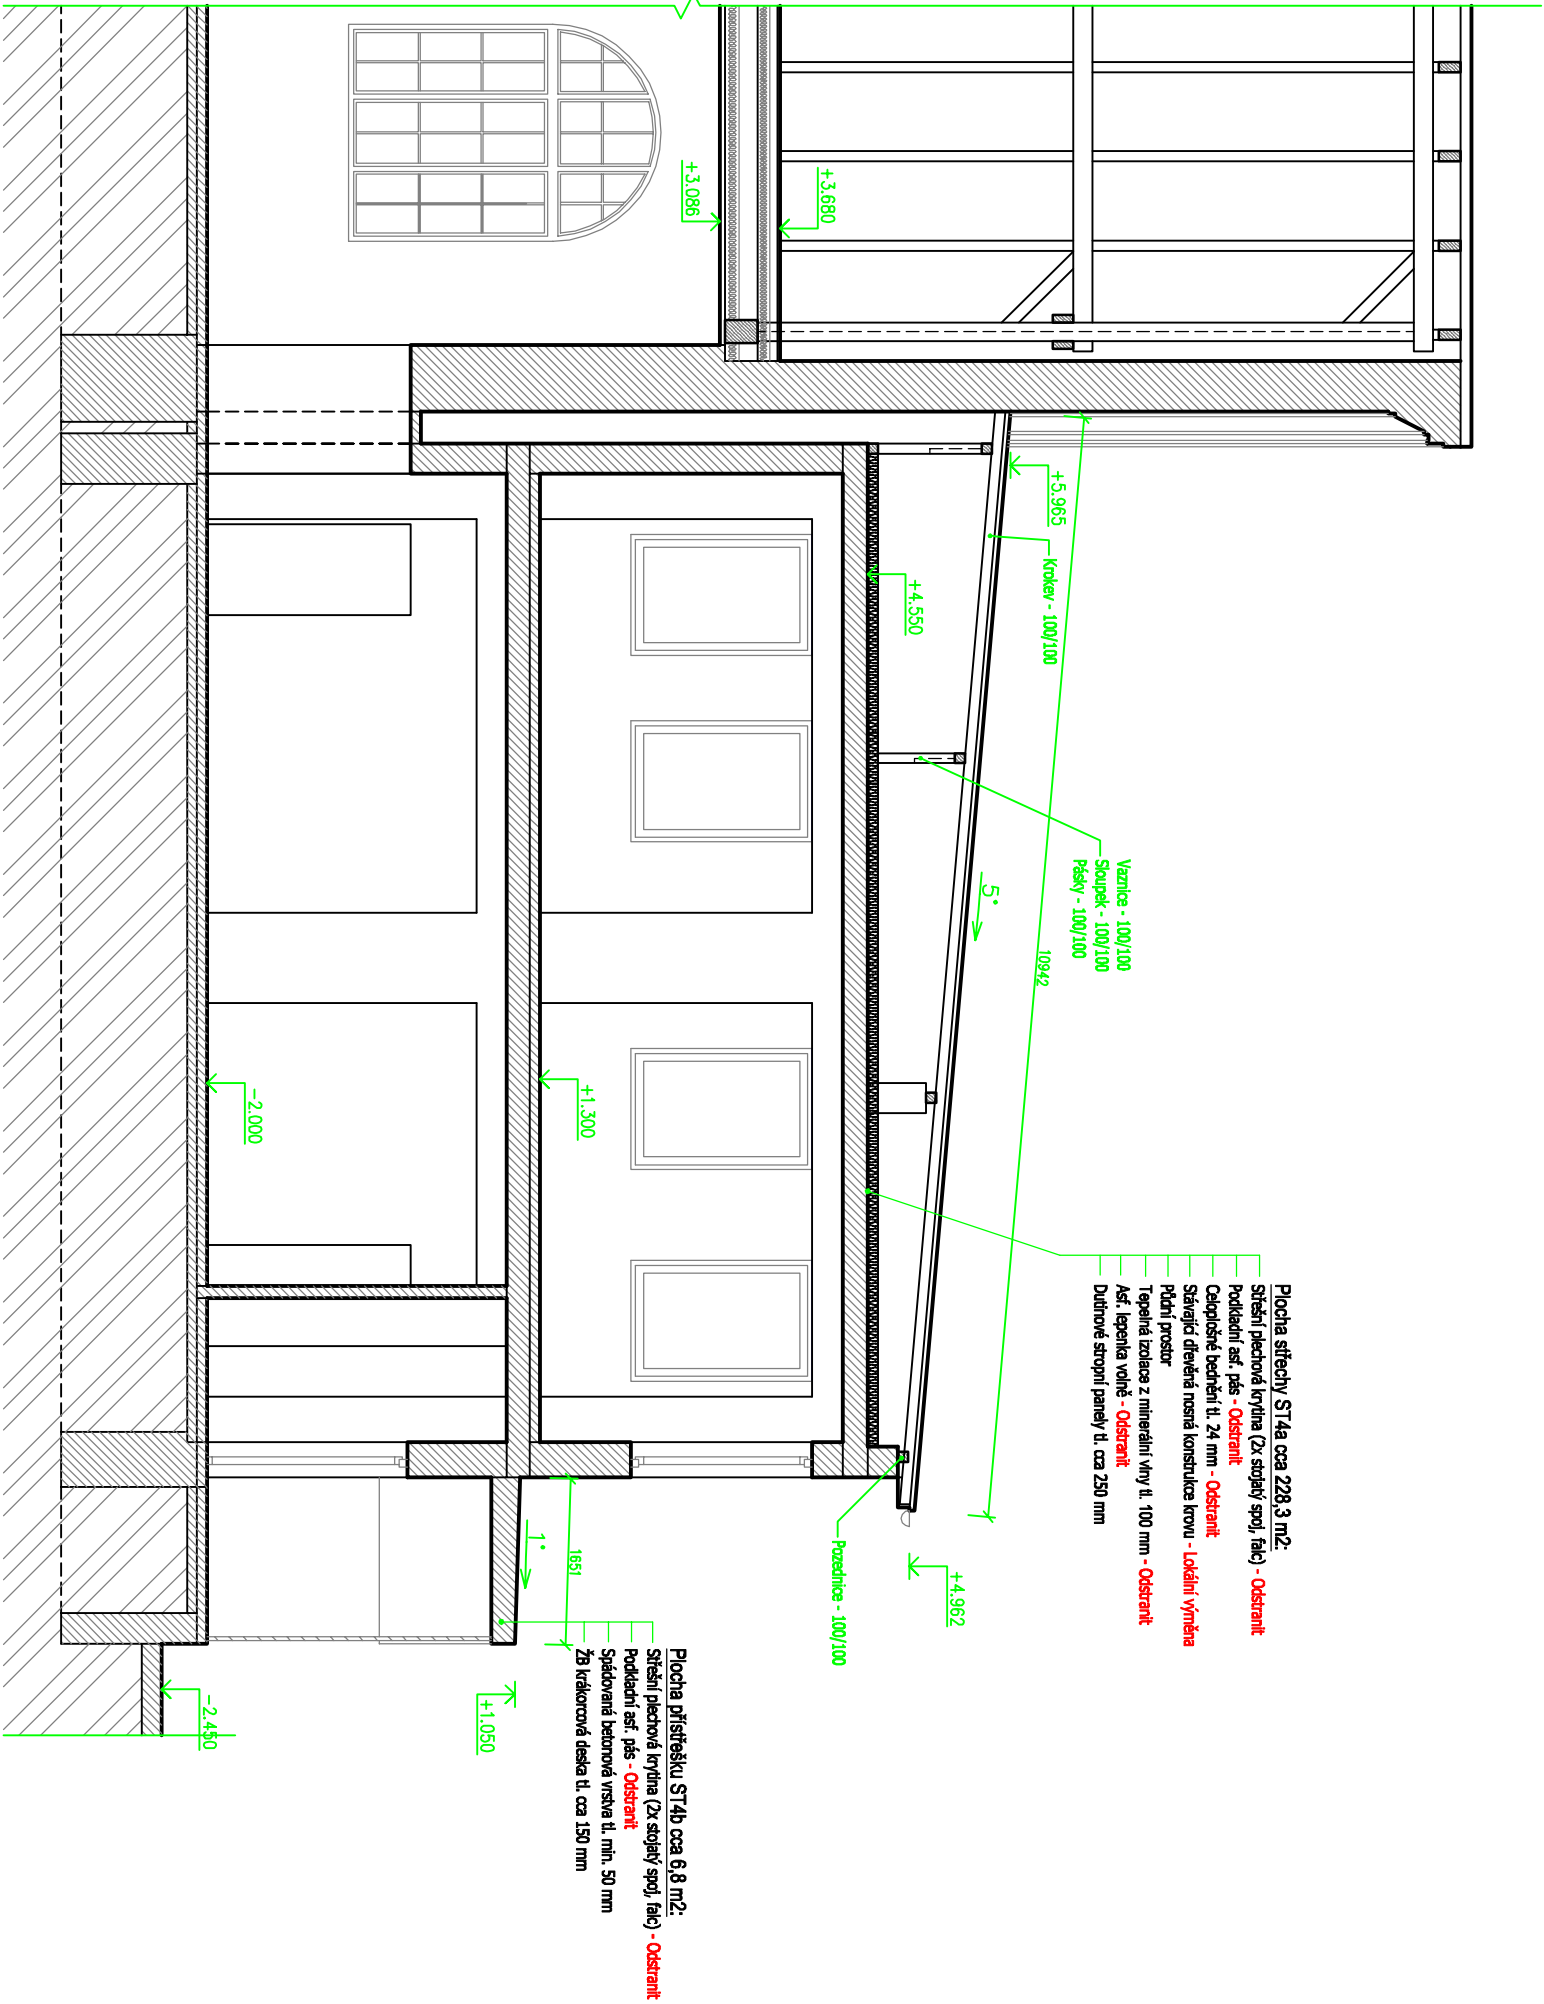 +3.086
+3.680
+5.965
Krokev - 100/100
+4.550
Vaznice - 100/100
Sloupek - 100/100
Pásky - 100/100
5°
10942
-2.000
+1.300
Plocha střechy ST4a cca 228,3 m2:
Střešní plechová krytina (2x stojatý spoj, falc) - Odstranit
Podkladní asf. pás - Odstranit
Celoplošné bednění tl. 24 mm - Odstranit
Stávající dřevěná nosná konstrukce krovu - Lokální výměna
Půdní prostor
Tepelná izolace z minerální vlny tl. 100 mm - Odstranit
Asf. lepenka volně - Odstranit
Dutinové stropní panely tl. cca 250 mm
+4.962
Pozednice - 100/100
1°
1651
+1.050
-2.450
Plocha přístřešku ST4b cca 6,8 m2:
Střešní plechová krytina (2x stojatý spoj, falc) - Odstranit
Podkladní asf. pás - Odstranit
Spádovaná betonová vrstva tl. min. 50 mm
ŽB krákorcová deska tl. cca 150 mm